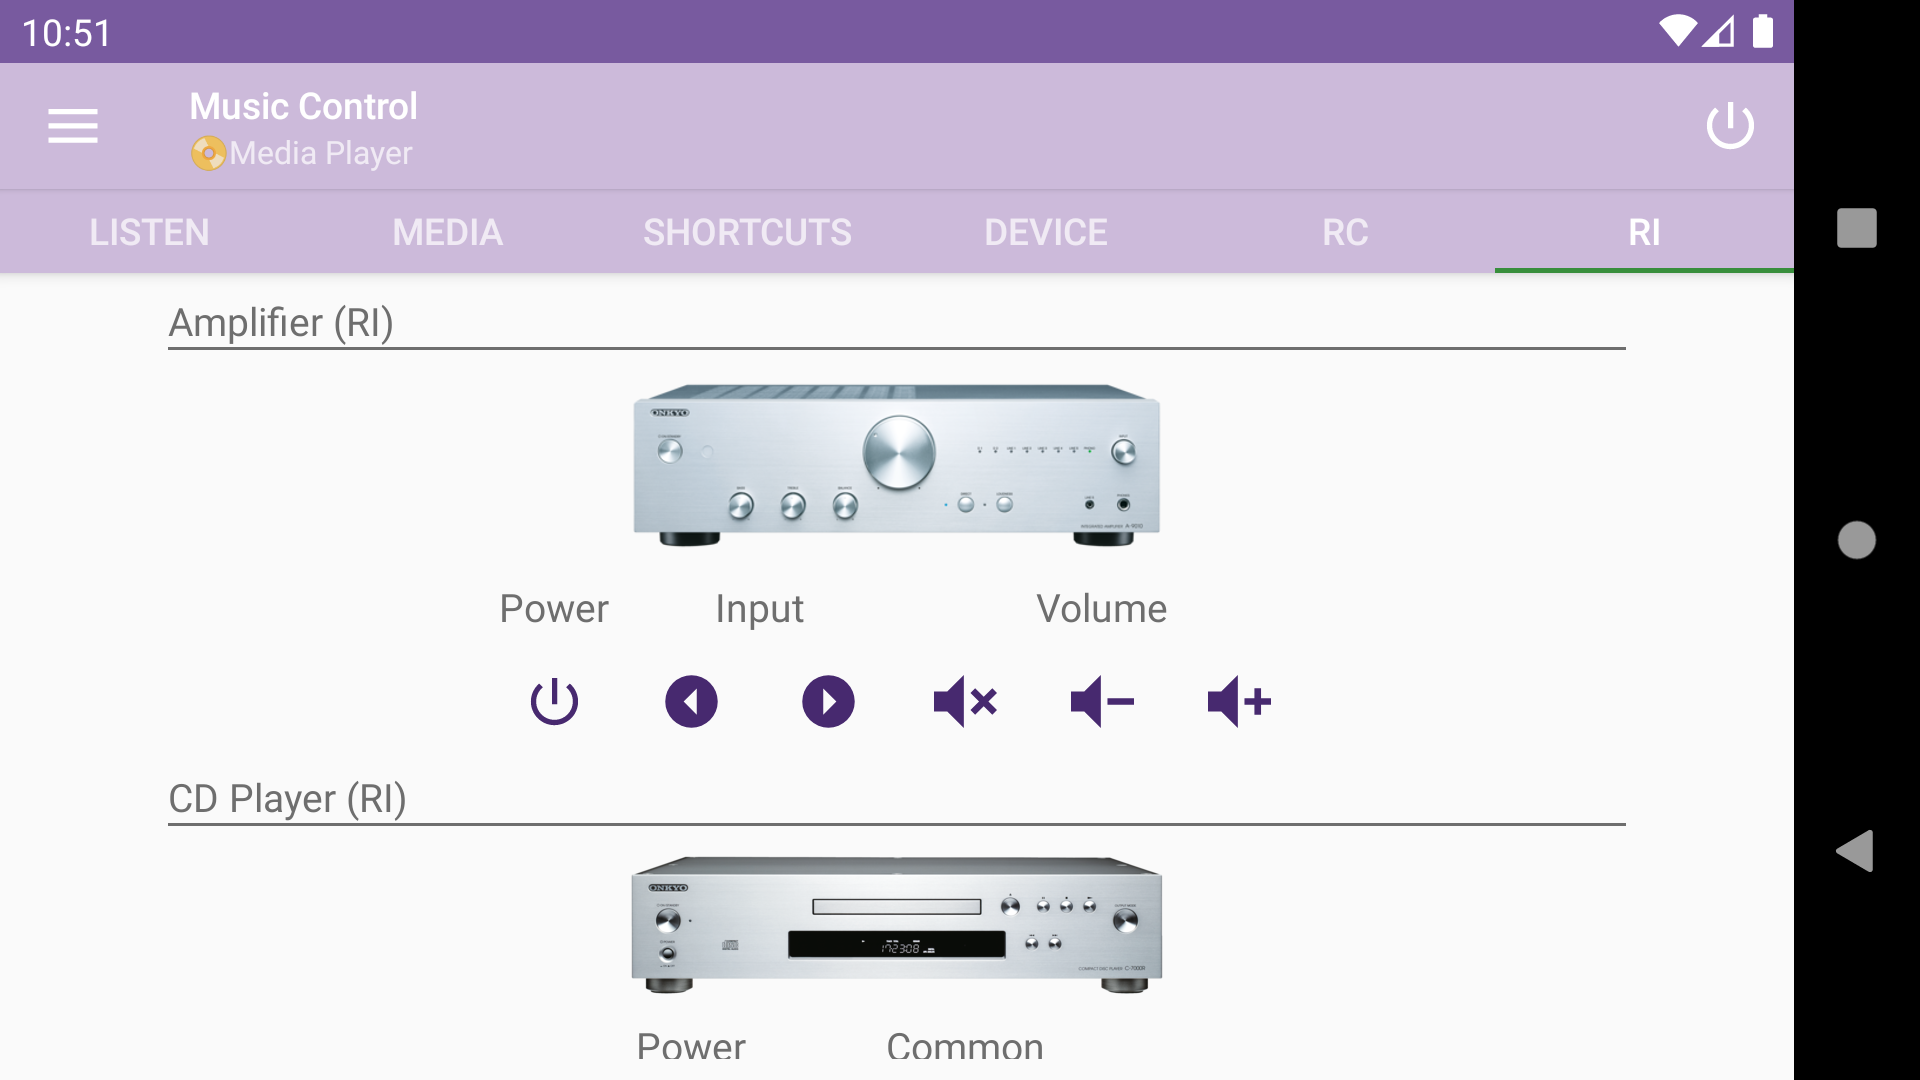 10:51
Music Control
Media Player
LISTEN MEDIA SHORTCUTS DEVICE RC RI
Amplifier (RI)
ONKYO
Power Input Volume
CD Player (RI)
ONKYO
Power Common